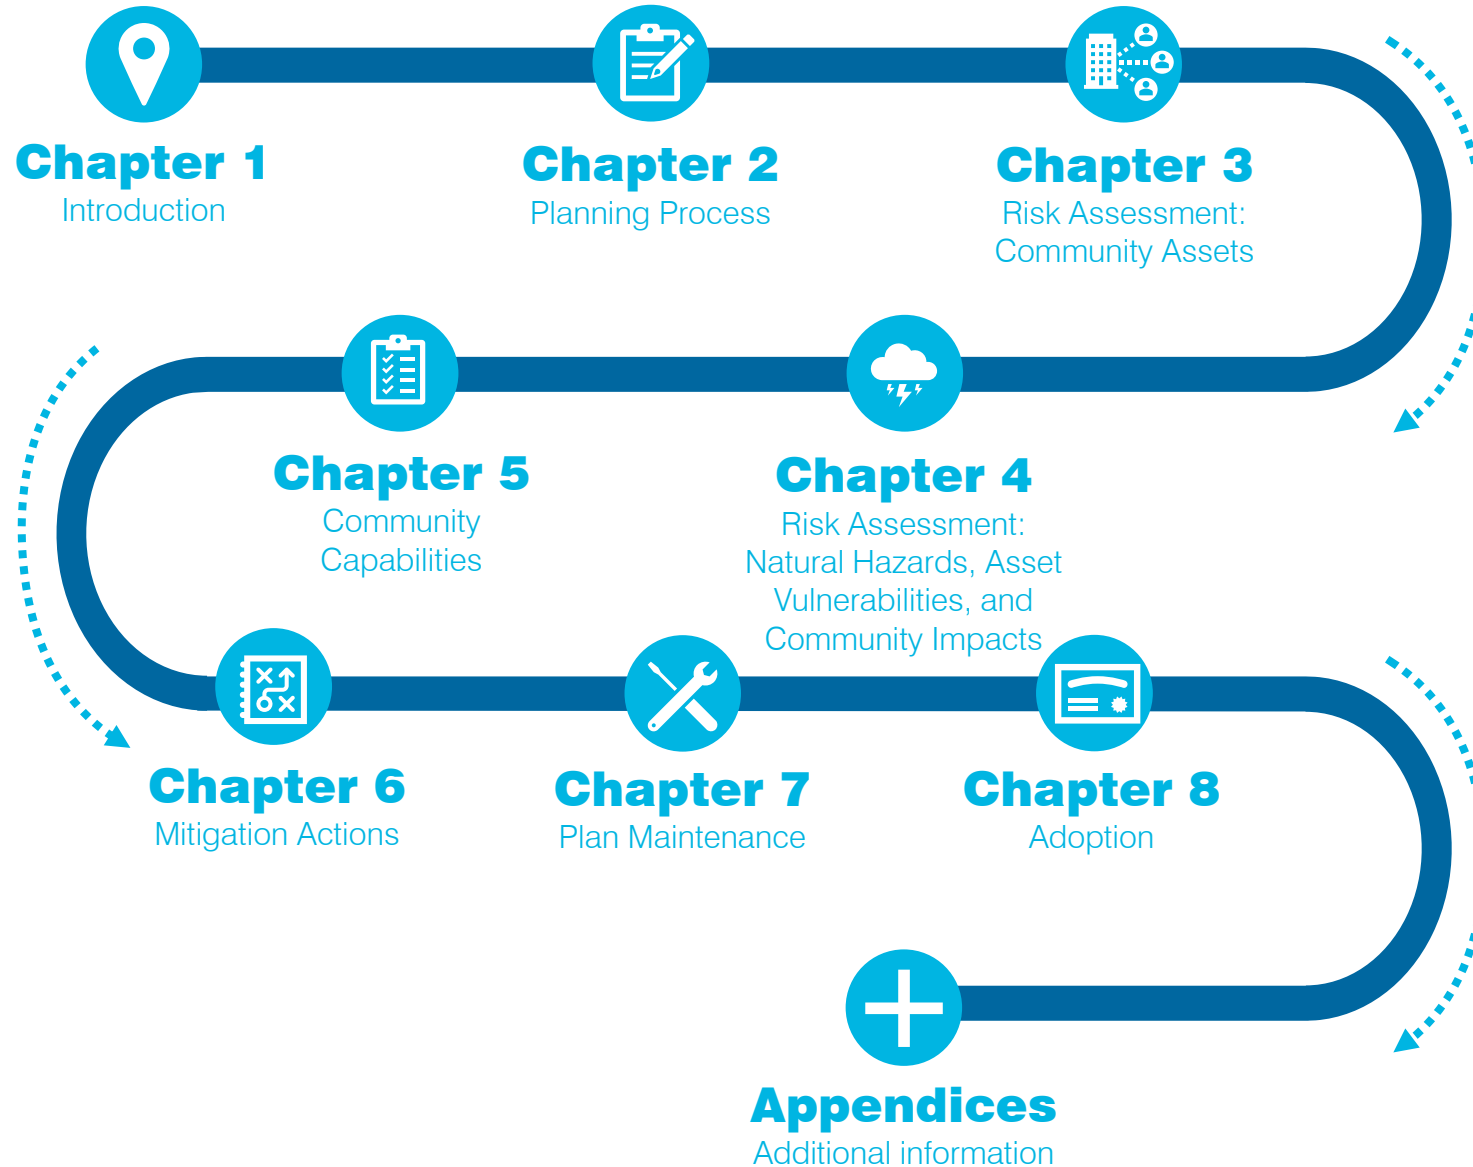 Chapter 1
Introduction
Chapter 2
Planning Process
Chapter 3
Risk Assessment:
Community Assets
Chapter 4
Risk Assessment:
Natural Hazards, Asset
Vulnerabilities, and
Community Impacts
Chapter 5
Community
Capabilities
Chapter 6
Mitigation Actions
Chapter 7
Plan Maintenance
Chapter 8
Adoption
Appendices
Additional information